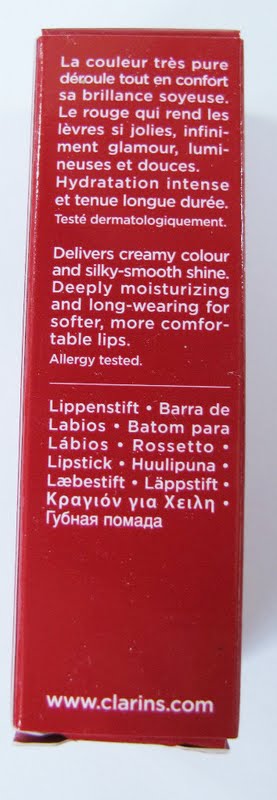 La couleur très pure
déroule tout en confort
sa brillance soyeuse.
Le rouge qui rend les
lèvres si jolies, infini-
ment glamour, lumi-
neuses et douces.
Hydratation intense
et tenue longue durée.
Testé dermatologiquement.
Delivers creamy colour
and silky-smooth shine.
Deeply moisturizing
and long-wearing for
softer, more comfor-
table lips.
Allergy tested.
Lippenstift • Barra de
Labios • Batom para
Lábios • Rossetto •
Lipstick • Huulipuna •
Læbestift • Läppstift •
Κραγιόν για Χειλη •
Губная помада
www.clarins.com